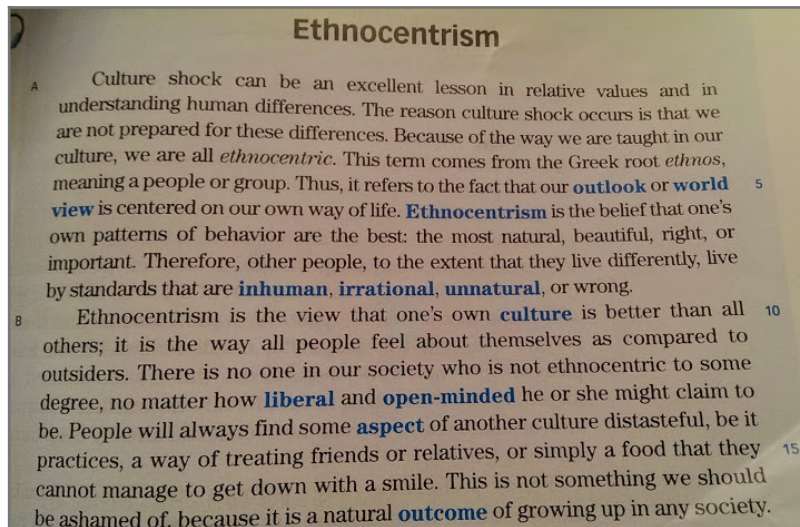 Ethnocentrism
A Culture shock can be an excellent lesson in relative values and in
understanding human differences. The reason culture shock occurs is that we
are not prepared for these differences. Because of the way we are taught in our
culture, we are all ethnocentric. This term comes from the Greek root ethnos,
meaning a people or group. Thus, it refers to the fact that our outlook or world 5
view is centered on our own way of life. Ethnocentrism is the belief that one's
own patterns of behavior are the best: the most natural, beautiful, right, or
important. Therefore, other people, to the extent that they live differently, live
by standards that are inhuman, irrational, unnatural, or wrong.
B Ethnocentrism is the view that one's own culture is better than all 10
others; it is the way all people feel about themselves as compared to
outsiders. There is no one in our society who is not ethnocentric to some
degree, no matter how liberal and open-minded he or she might claim to
be. People will always find some aspect of another culture distasteful, be it
practices, a way of treating friends or relatives, or simply a food that they 15
cannot manage to get down with a smile. This is not something we should
be ashamed of, because it is a natural outcome of growing up in any society.